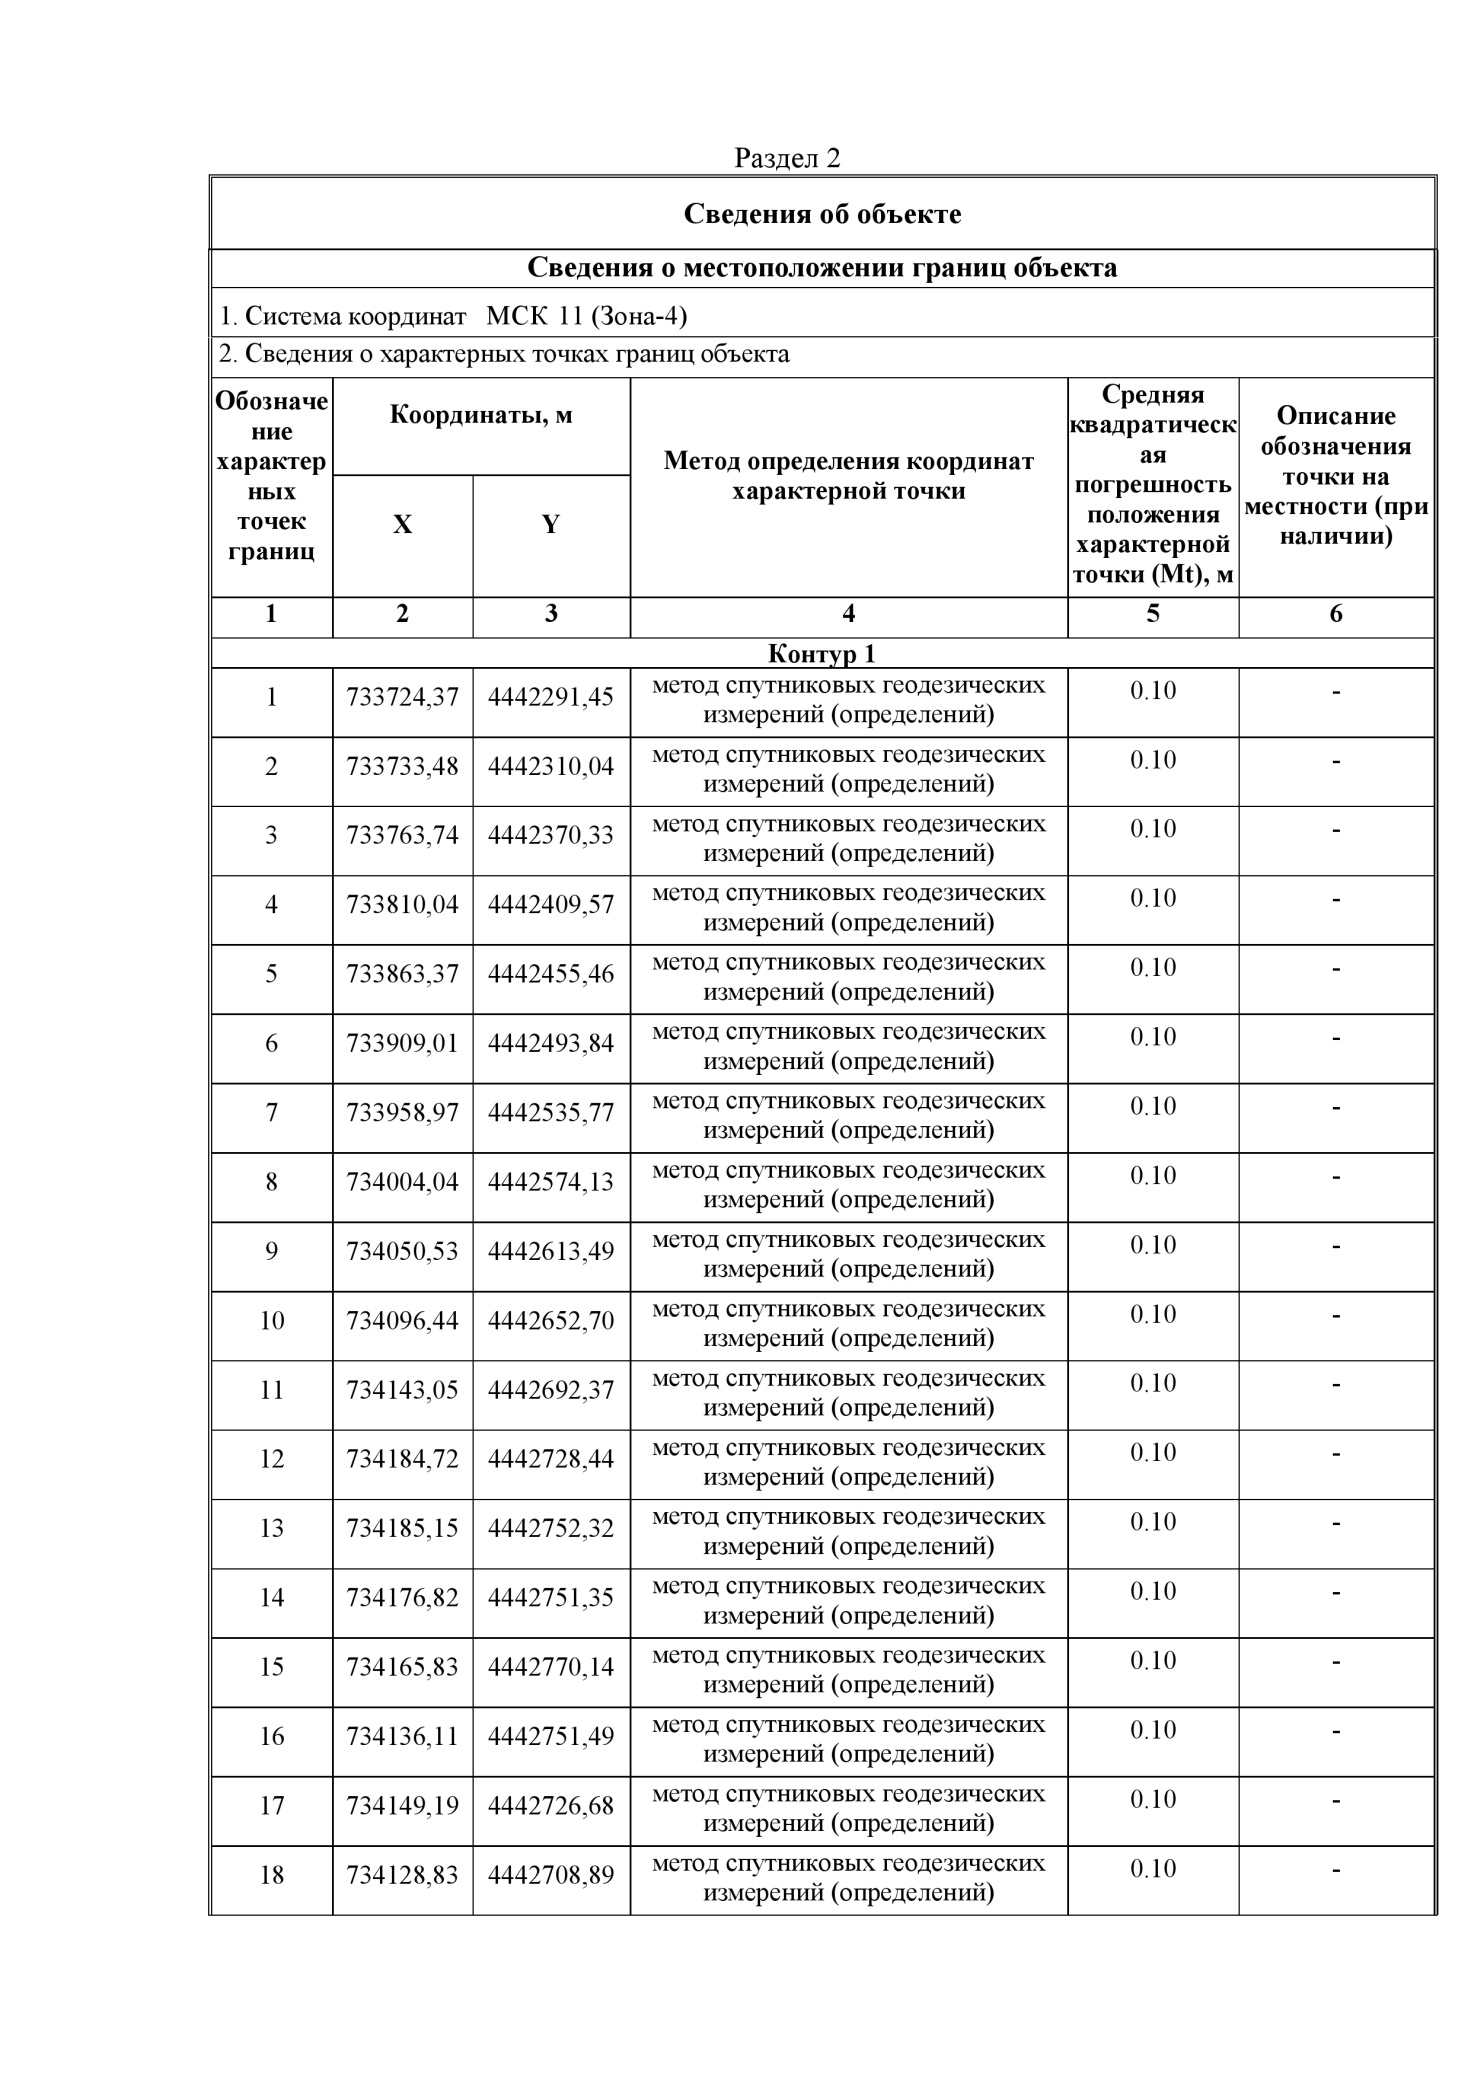 Раздел 2
Сведения об объекте
Сведения о местоположении границ объекта
1. Система координат МСК 11 (Зона-4)
2. Сведения о характерных точках границ объекта
Обозначе
ние
характер
ных
точек
границ
Координаты, м
X
Y
Метод определения координат
характерной точки
Средняя
квадратическ
ая
погрешность
положения
характерной
точки (Mt), м
Описание
обозначения
точки на
местности (при
наличии)
1 2 3 4 5 6
Контур 1
1 733724,37 4442291,45 метод спутниковых геодезических 0.10 -
измерений (определений)
2 733733,48 4442310,04 метод спутниковых геодезических 0.10 -
измерений (определений)
3 733763,74 4442370,33 метод спутниковых геодезических 0.10 -
измерений (определений)
4 733810,04 4442409,57 метод спутниковых геодезических 0.10 -
измерений (определений)
5 733863,37 4442455,46 метод спутниковых геодезических 0.10 -
измерений (определений)
6 733909,01 4442493,84 метод спутниковых геодезических 0.10 -
измерений (определений)
7 733958,97 4442535,77 метод спутниковых геодезических 0.10 -
измерений (определений)
8 734004,04 4442574,13 метод спутниковых геодезических 0.10 -
измерений (определений)
9 734050,53 4442613,49 метод спутниковых геодезических 0.10 -
измерений (определений)
10 734096,44 4442652,70 метод спутниковых геодезических 0.10 -
измерений (определений)
11 734143,05 4442692,37 метод спутниковых геодезических 0.10 -
измерений (определений)
12 734184,72 4442728,44 метод спутниковых геодезических 0.10 -
измерений (определений)
13 734185,15 4442752,32 метод спутниковых геодезических 0.10 -
измерений (определений)
14 734176,82 4442751,35 метод спутниковых геодезических 0.10 -
измерений (определений)
15 734165,83 4442770,14 метод спутниковых геодезических 0.10 -
измерений (определений)
16 734136,11 4442751,49 метод спутниковых геодезических 0.10 -
измерений (определений)
17 734149,19 4442726,68 метод спутниковых геодезических 0.10 -
измерений (определений)
18 734128,83 4442708,89 метод спутниковых геодезических 0.10 -
измерений (определений)